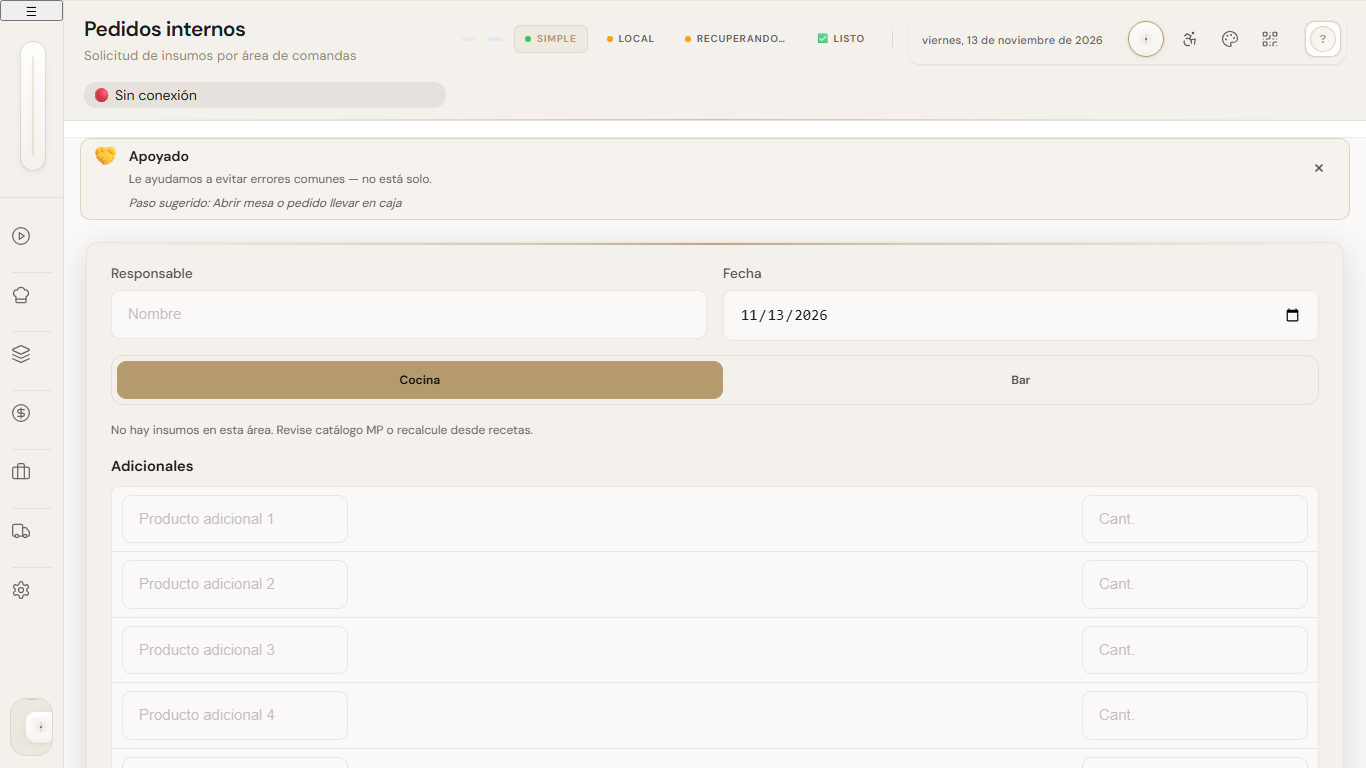 Pedidos internos
Solicitud de insumos por área de comandas
SIMPLE
LOCAL
RECUPERANDO…
LISTO
viernes, 13 de noviembre de 2026
?
Sin conexión
Apoyado
Le ayudamos a evitar errores comunes — no está solo.
Paso sugerido: Abrir mesa o pedido llevar en caja
Responsable
Fecha
Nombre
11/13/2026
Cocina
Bar
No hay insumos en esta área. Revise catálogo MP o recalcule desde recetas.
Adicionales
Producto adicional 1
Cant.
Producto adicional 2
Cant.
Producto adicional 3
Cant.
Producto adicional 4
Cant.